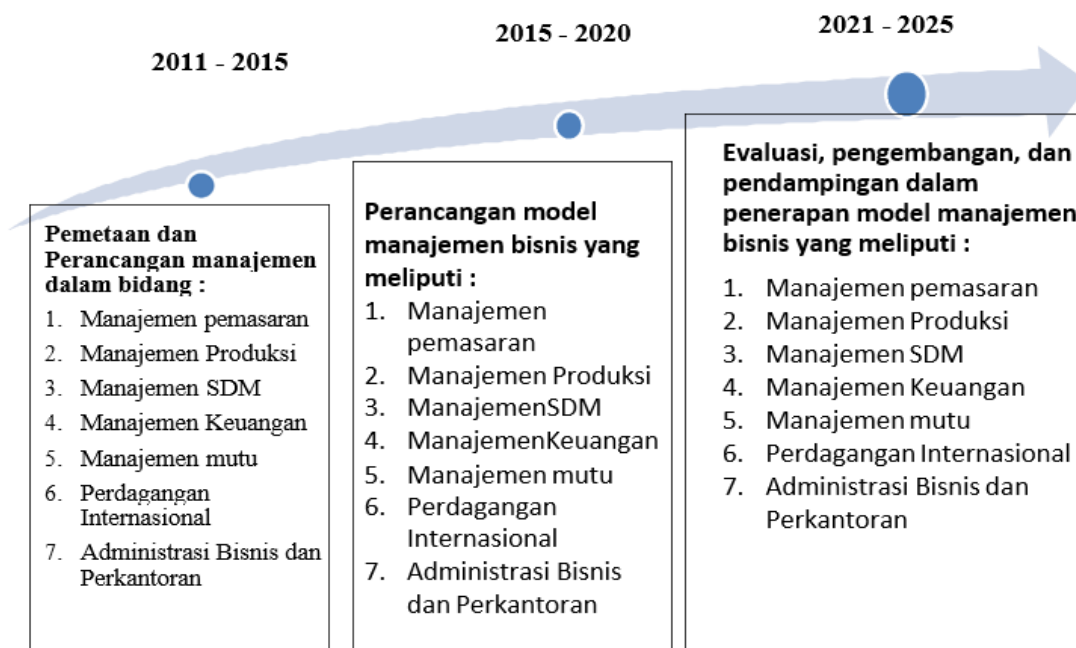 2011 - 2015
2015 - 2020
2021 - 2025
Pemetaan dan
Perancangan manajemen
dalam bidang :
1. Manajemen pemasaran
2. Manajemen Produksi
3. Manajemen SDM
4. Manajemen Keuangan
5. Manajemen mutu
6. Perdagangan
Internasional
7. Administrasi Bisnis dan
Perkantoran
Perancangan model
manajemen bisnis yang
meliputi :
1. Manajemen
pemasaran
2. Manajemen Produksi
3. ManajemenSDM
4. ManajemenKeuangan
5. Manajemen mutu
6. Perdagangan
Internasional
7. Administrasi Bisnis
dan Perkantoran
Evaluasi, pengembangan, dan
pendampingan dalam
penerapan model manajemen
bisnis yang meliputi :
1. Manajemen pemasaran
2. Manajemen Produksi
3. Manajemen SDM
4. Manajemen Keuangan
5. Manajemen mutu
6. Perdagangan Internasional
7. Administrasi Bisnis dan
Perkantoran